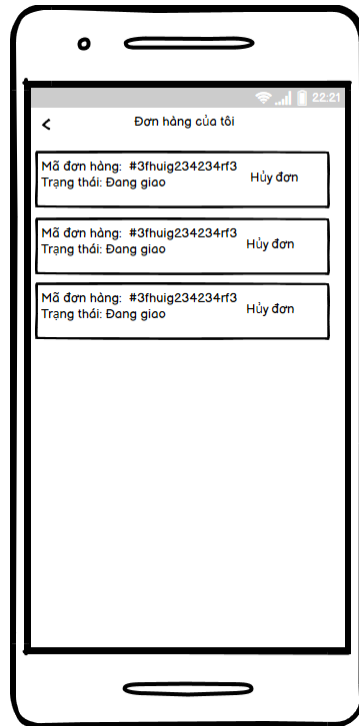 22:21
<
Đơn hàng của tôi
Mã đơn hàng: #3fhuig234234rf3
Trạng thái: Đang giao
Hủy đơn
Mã đơn hàng: #3fhuig234234rf3
Trạng thái: Đang giao
Hủy đơn
Mã đơn hàng: #3fhuig234234rf3
Trạng thái: Đang giao
Hủy đơn